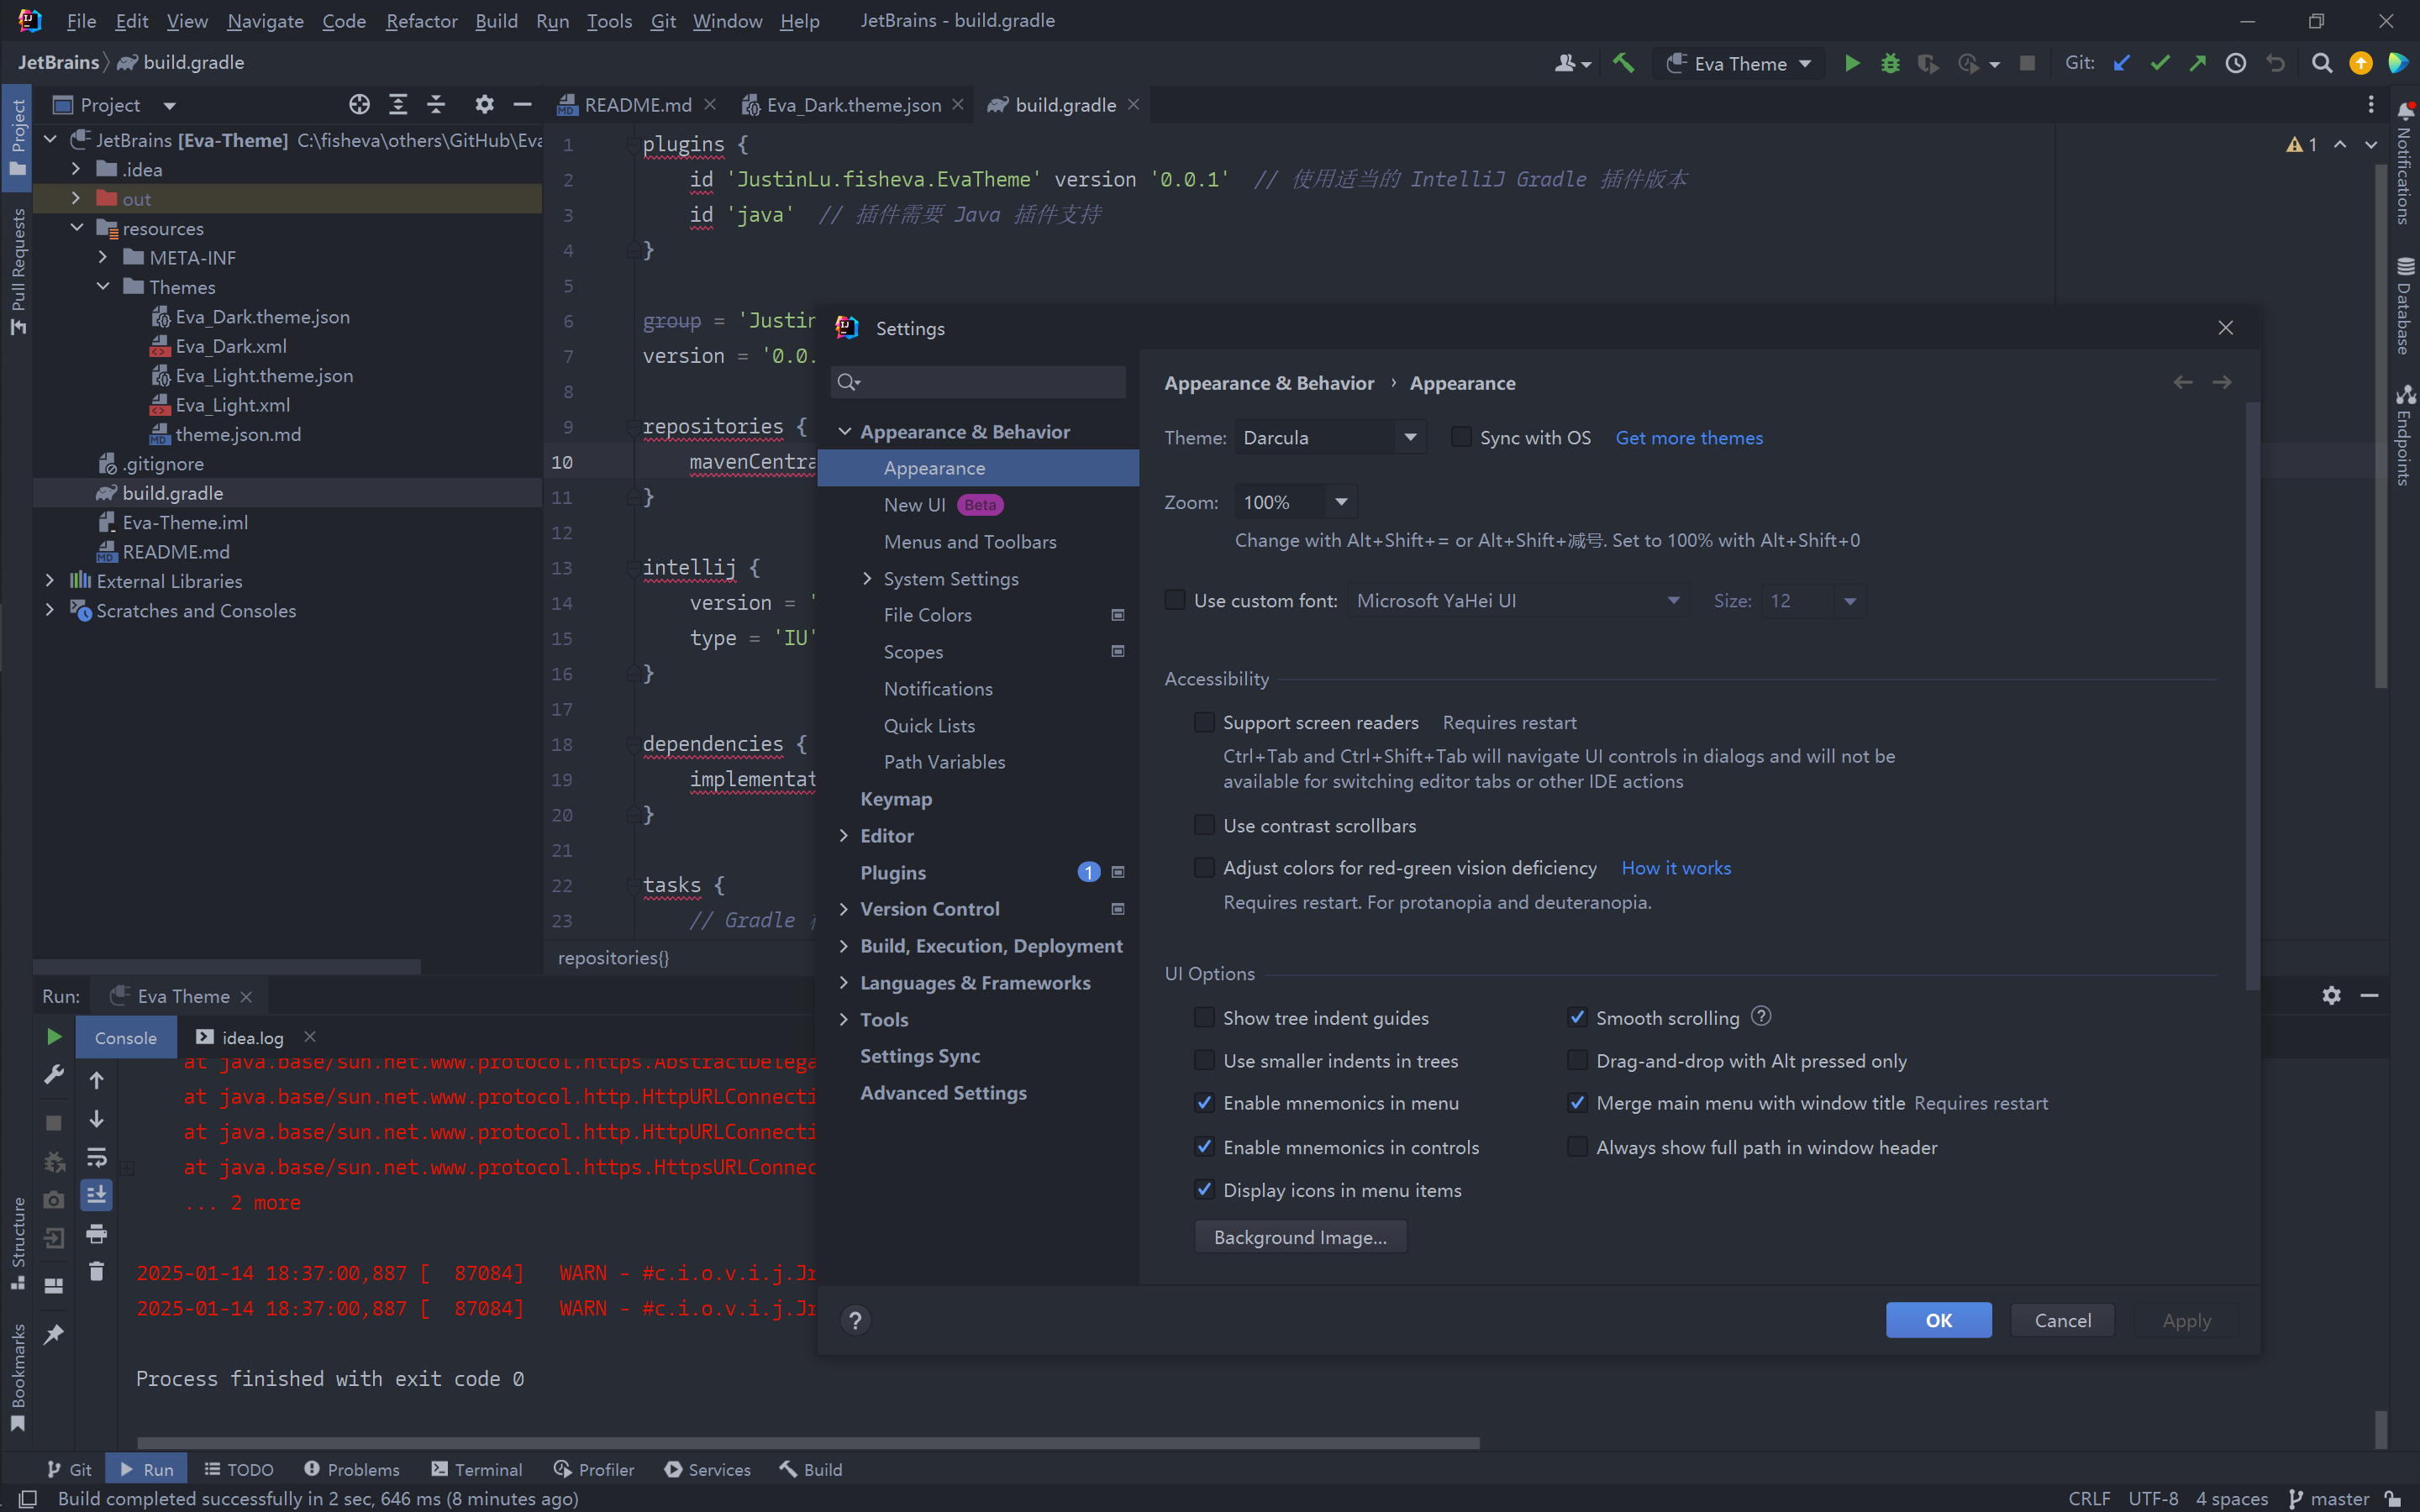 File Edit View Navigate Code Refactor Build Run Tools Git Window Help JetBrains - build.gradle
JetBrains build.gradle Eva Theme Git:
Project README.md Eva_Dark.theme.json build.gradle
JetBrains [Eva-Theme] C:\fisheva\others\GitHub\Eva
.idea
out
resources
META-INF
Themes
Eva_Dark.theme.json
Eva_Dark.xml
Eva_Light.theme.json
Eva_Light.xml
theme.json.md
.gitignore
build.gradle
Eva-Theme.iml
README.md
External Libraries
Scratches and Consoles
Project
Pull Requests
Structure
Bookmarks
1 plugins {
2 id 'JustinLu.fisheva.EvaTheme' version '0.0.1' // 使用适当的 IntelliJ Gradle 插件版本
3 id 'java' // 插件需要 Java 插件支持
4 }
5
6 group = 'Justin
7 version = '0.0.
8
9 repositories {
10 mavenCentra
11 }
12
13 intellij {
14 version = '
15 type = 'IU'
16 }
17
18 dependencies {
19 implementat
20 }
21
22 tasks {
23 // Gradle
repositories{}
1
Notifications
Database
Endpoints
Settings
Appearance & Behavior
Appearance
New UI Beta
Menus and Toolbars
System Settings
File Colors
Scopes
Notifications
Quick Lists
Path Variables
Keymap
Editor
Plugins 1
Version Control
Build, Execution, Deployment
Languages & Frameworks
Tools
Settings Sync
Advanced Settings
Appearance & Behavior › Appearance
Theme: Darcula Sync with OS Get more themes
Zoom: 100%
Change with Alt+Shift+= or Alt+Shift+减号. Set to 100% with Alt+Shift+0
Use custom font: Microsoft YaHei UI Size: 12
Accessibility
Support screen readers Requires restart
Ctrl+Tab and Ctrl+Shift+Tab will navigate UI controls in dialogs and will not be
available for switching editor tabs or other IDE actions
Use contrast scrollbars
Adjust colors for red-green vision deficiency How it works
Requires restart. For protanopia and deuteranopia.
UI Options
Show tree indent guides Smooth scrolling ?
Use smaller indents in trees Drag-and-drop with Alt pressed only
Enable mnemonics in menu Merge main menu with window title Requires restart
Enable mnemonics in controls Always show full path in window header
Display icons in menu items
Background Image...
? OK Cancel Apply
Run: Eva Theme
Console idea.log
at java.base/sun.net.www.protocol.https.AbstractDelega
at java.base/sun.net.www.protocol.http.HttpURLConnecti
at java.base/sun.net.www.protocol.http.HttpURLConnecti
at java.base/sun.net.www.protocol.https.HttpsURLConnec
... 2 more
2025-01-14 18:37:00,887 [ 87084] WARN - #c.i.o.v.i.j.Jr
2025-01-14 18:37:00,887 [ 87084] WARN - #c.i.o.v.i.j.Jr
Process finished with exit code 0
Git Run TODO Problems Terminal Profiler Services Build
Build completed successfully in 2 sec, 646 ms (8 minutes ago) CRLF UTF-8 4 spaces master